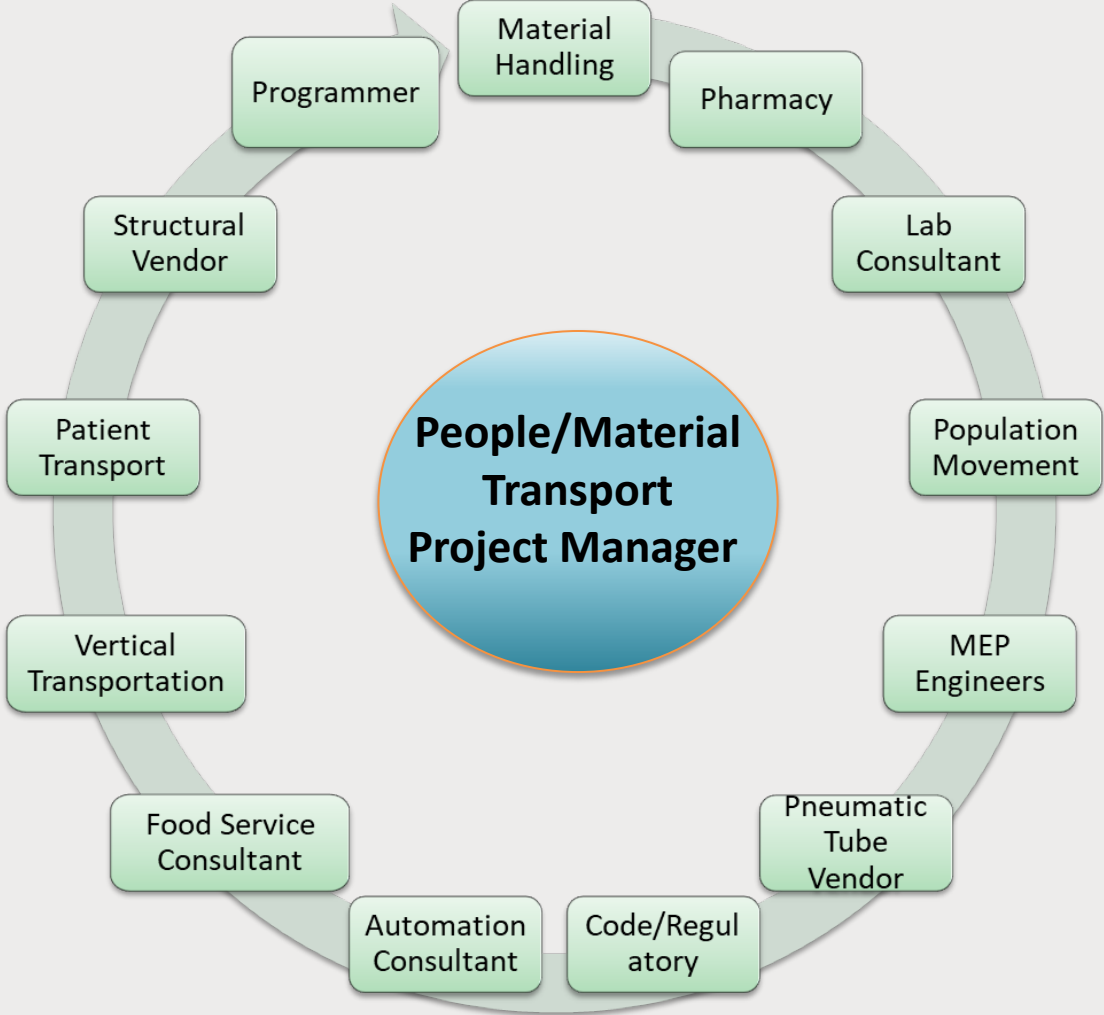 Material
Handling
Pharmacy
Lab
Consultant
Population
Movement
MEP
Engineers
Pneumatic
Tube
Vendor
Code/Regul
atory
Automation
Consultant
Food Service
Consultant
Vertical
Transportation
Patient
Transport
Structural
Vendor
Programmer
People/Material
Transport
Project Manager